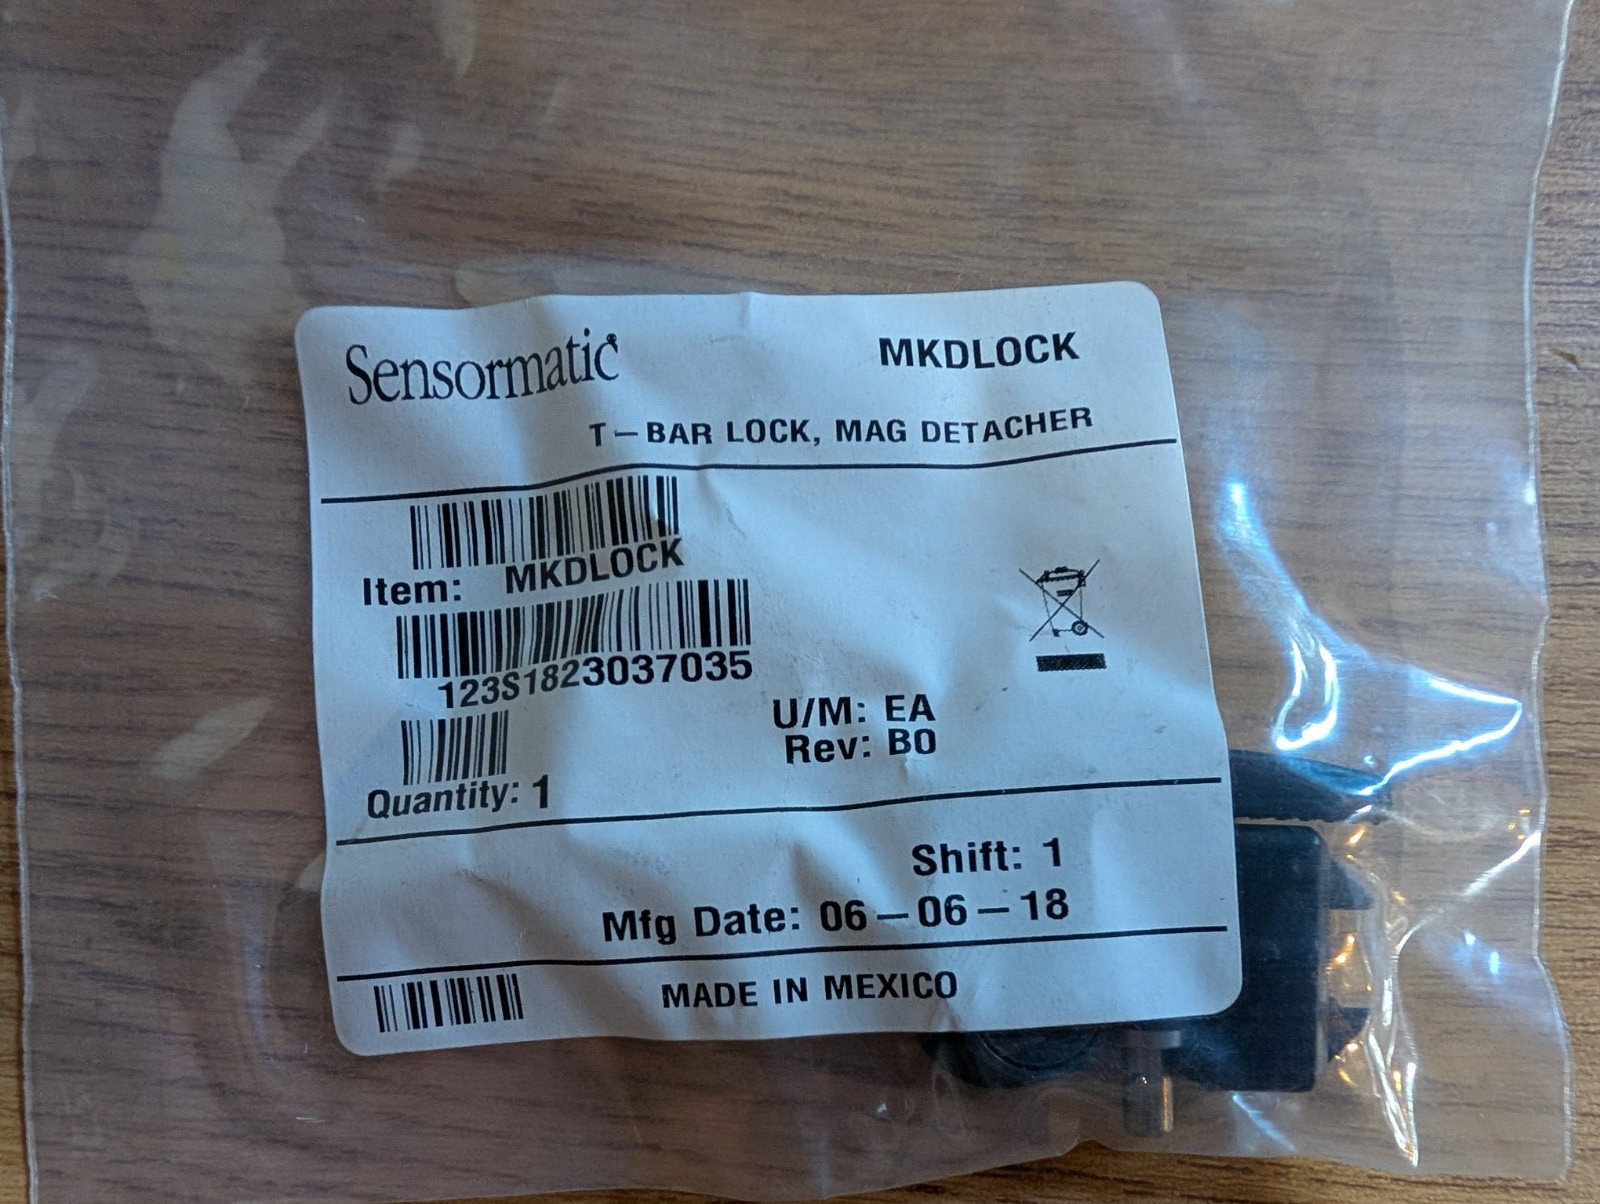 Sensormatic MKDLOCK
T-BAR LOCK, MAG DETACHER
Item: MKDLOCK
123S1823037035
U/M: EA
Rev: B0
Quantity: 1
Shift: 1
Mfg Date: 06-06-18
MADE IN MEXICO